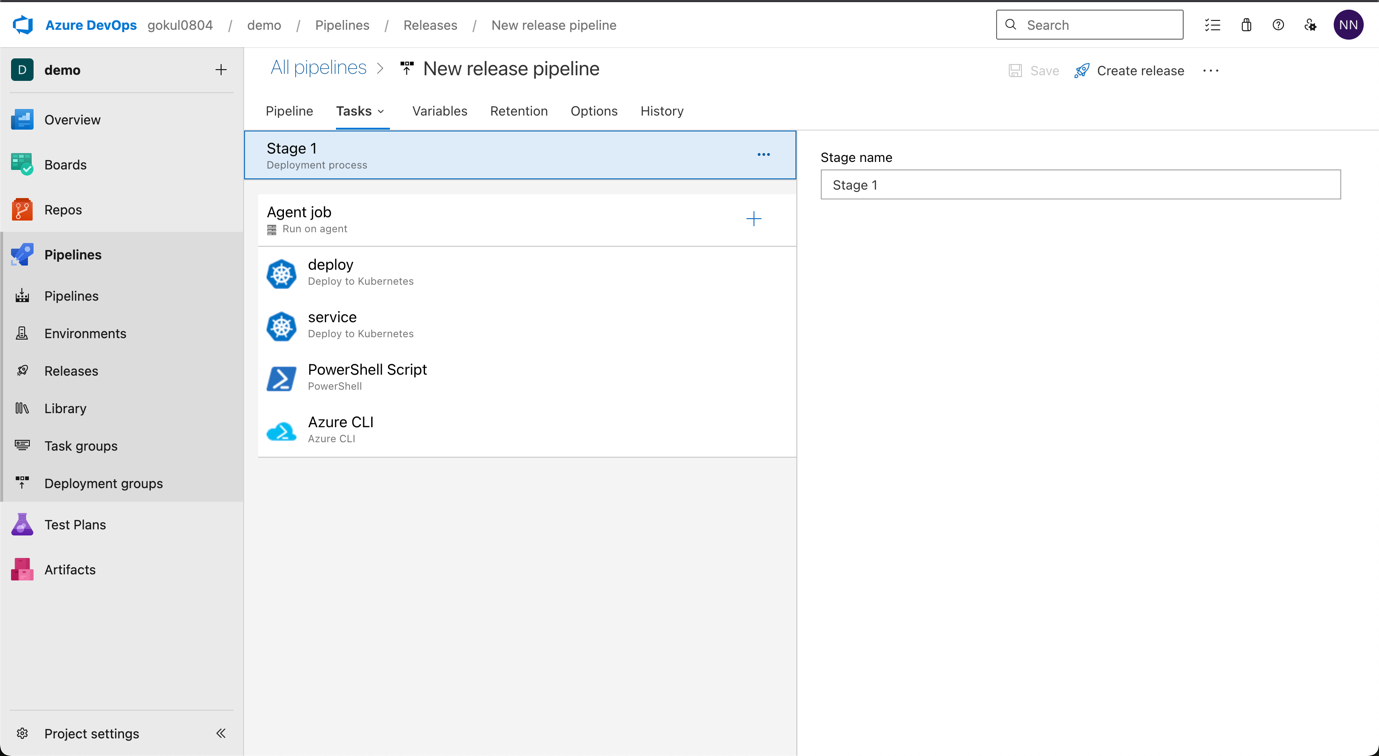 Azure DevOps gokul0804 / demo / Pipelines / Releases / New release pipeline
Search
NN
D demo
Overview
Boards
Repos
Pipelines
Pipelines
Environments
Releases
Library
Task groups
Deployment groups
Test Plans
Artifacts
Project settings
All pipelines > New release pipeline
Save
Create release
Pipeline Tasks Variables Retention Options History
Stage 1
Deployment process
Agent job
Run on agent
deploy
Deploy to Kubernetes
service
Deploy to Kubernetes
PowerShell Script
PowerShell
Azure CLI
Azure CLI
Stage name
Stage 1